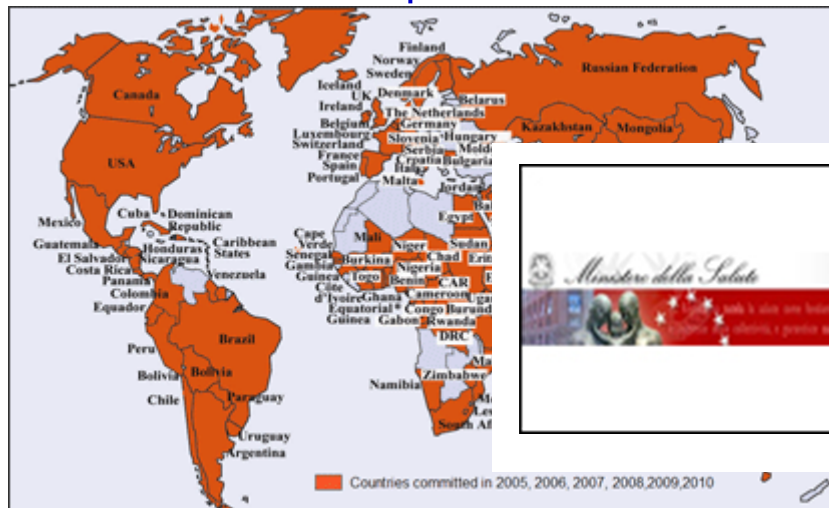 Finland
Norway
Sweden
Russian Federation
Iceland
UK
Denmark
Ireland
The Netherlands
Belarus
Canada
Belgium
Germany
Luxembourg
Slovenia
Hungary
Kazakhstan
Mongolia
Switzerland
Serbia
USA
France
Croatia
Bulgaria
Spain
Portugal
Malta
Jordan
Cuba
Dominican
Republic
Egypt
Mexico
Cape
Verde
Mali
Guatemala
Honduras
Caribbean
States
Niger
Sudan
El Salvador
Nicaragua
Senegal
Burkina
Chad
Costa Rica
Venezuela
Gambia
Nigeria
Panama
Guinea
Togo
Benin
CAR
Colombia
Côte
d'Ivoire
Ghana
Cameroon
Equador
Equatorial
Guinea
Congo
Gabon
Rwanda
Brazil
DRC
Peru
Zimbabwe
Bolivia
Bolivia
Namibia
Chile
Paraguay
Uruguay
Argentina
Countries committed in 2005, 2006, 2007, 2008,2009,2010
Ministero della Salute